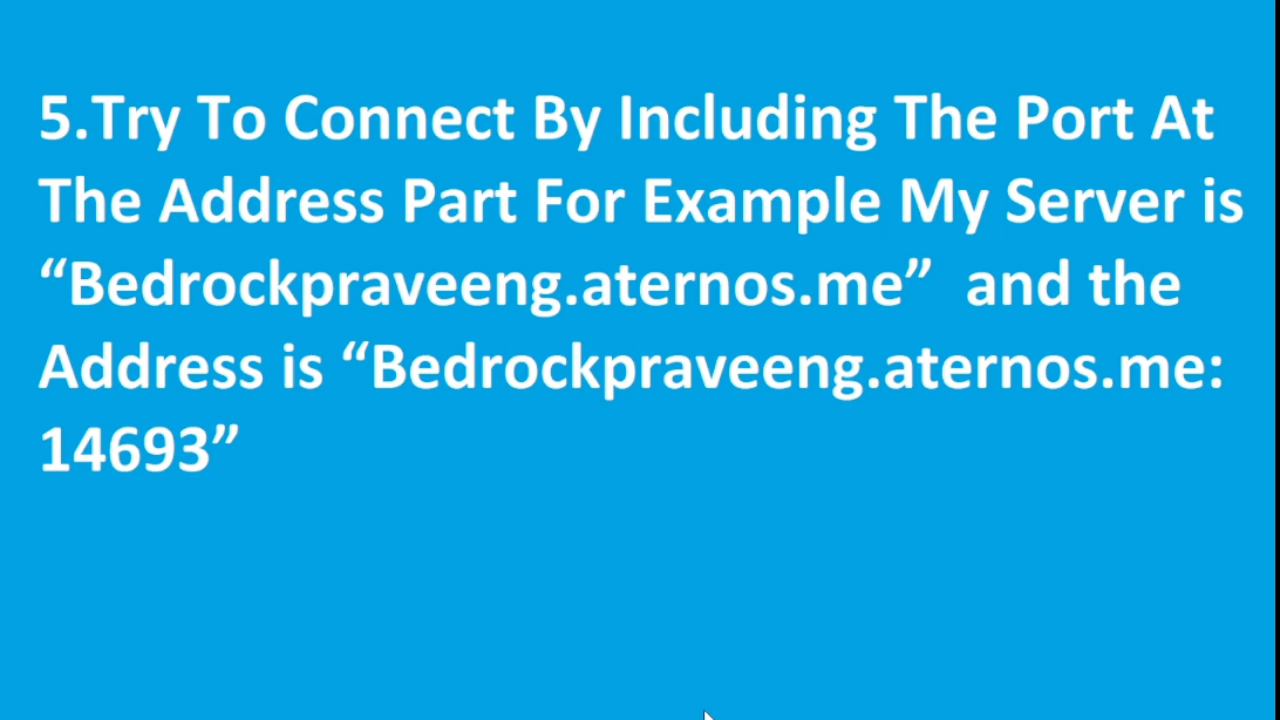 5.Try To Connect By Including The Port At
The Address Part For Example My Server is
“Bedrockpraveeng.aternos.me”  and the
Address is “Bedrockpraveeng.aternos.me:
14693”